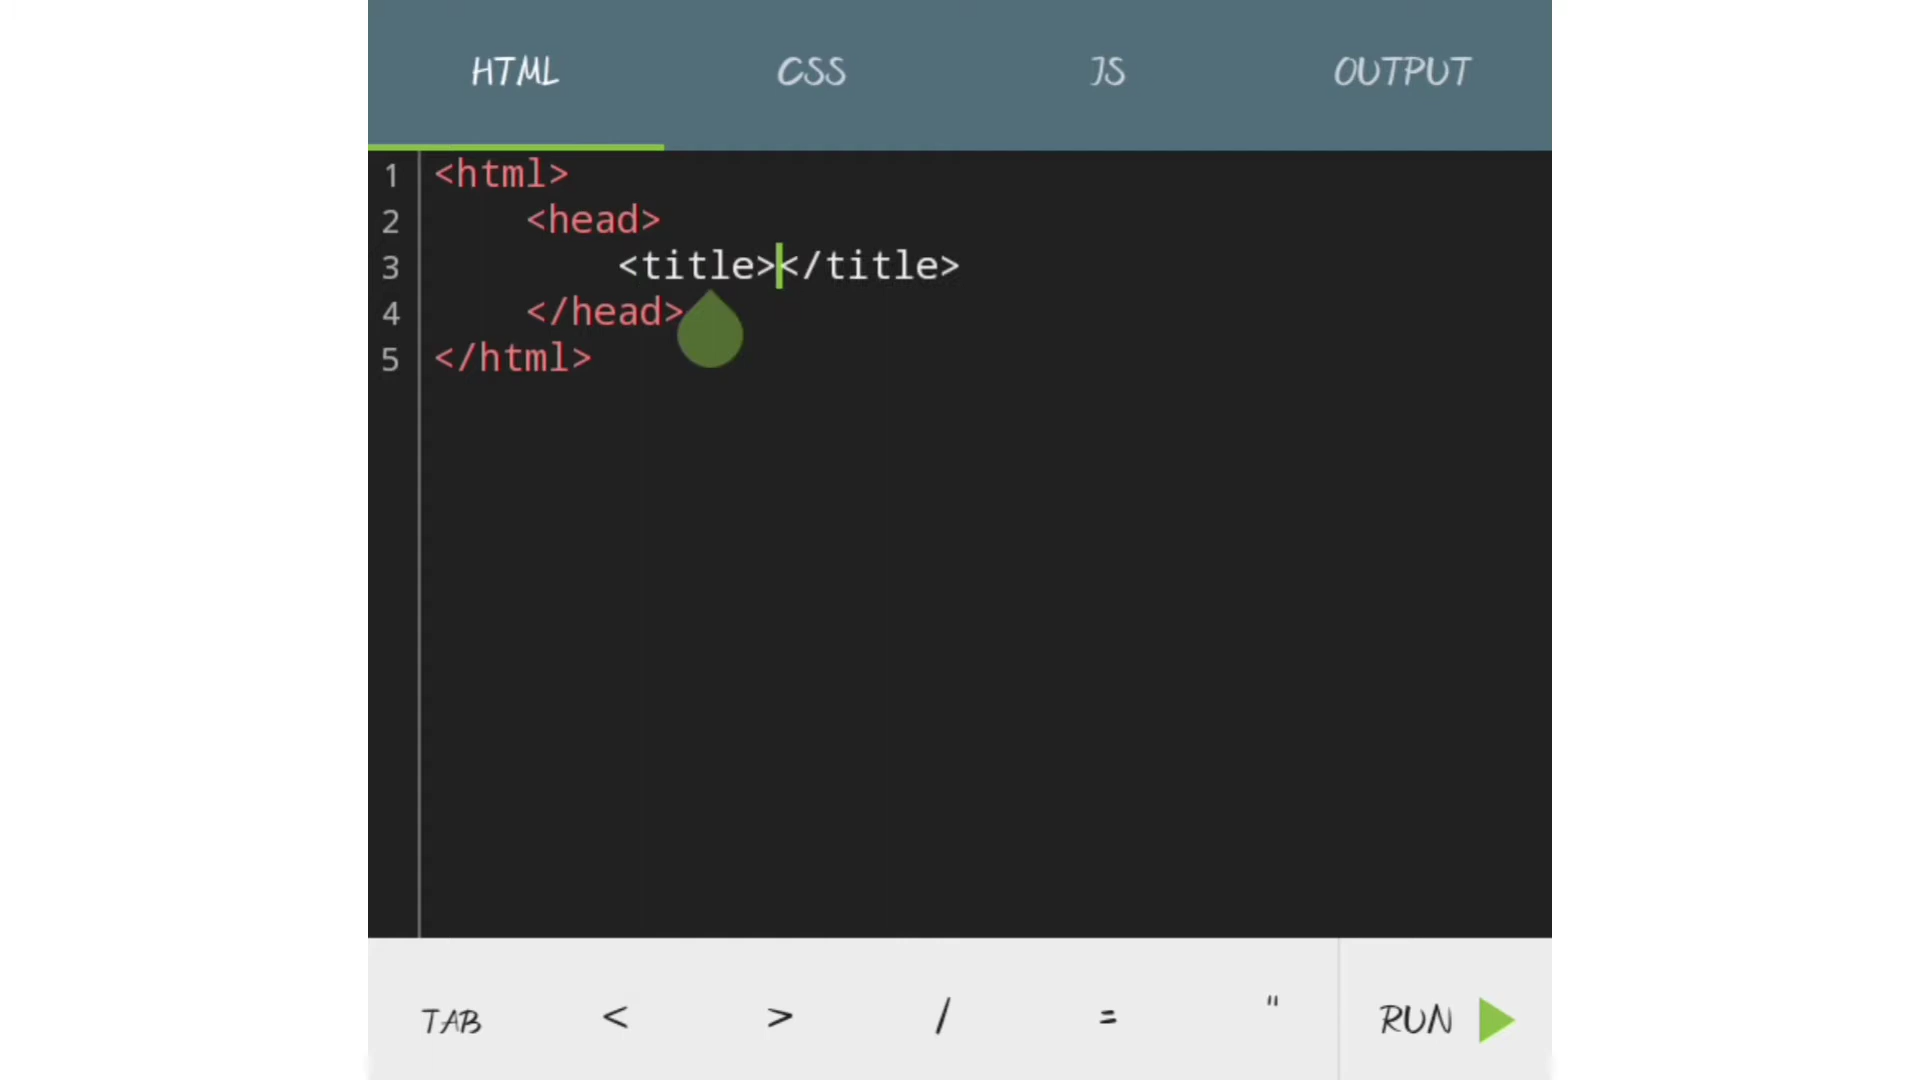 HTML CSS JS OUTPUT
1 <html>
2 <head>
3 <title></title>
4 </head>
5 </html>
TAB < > / = " RUN